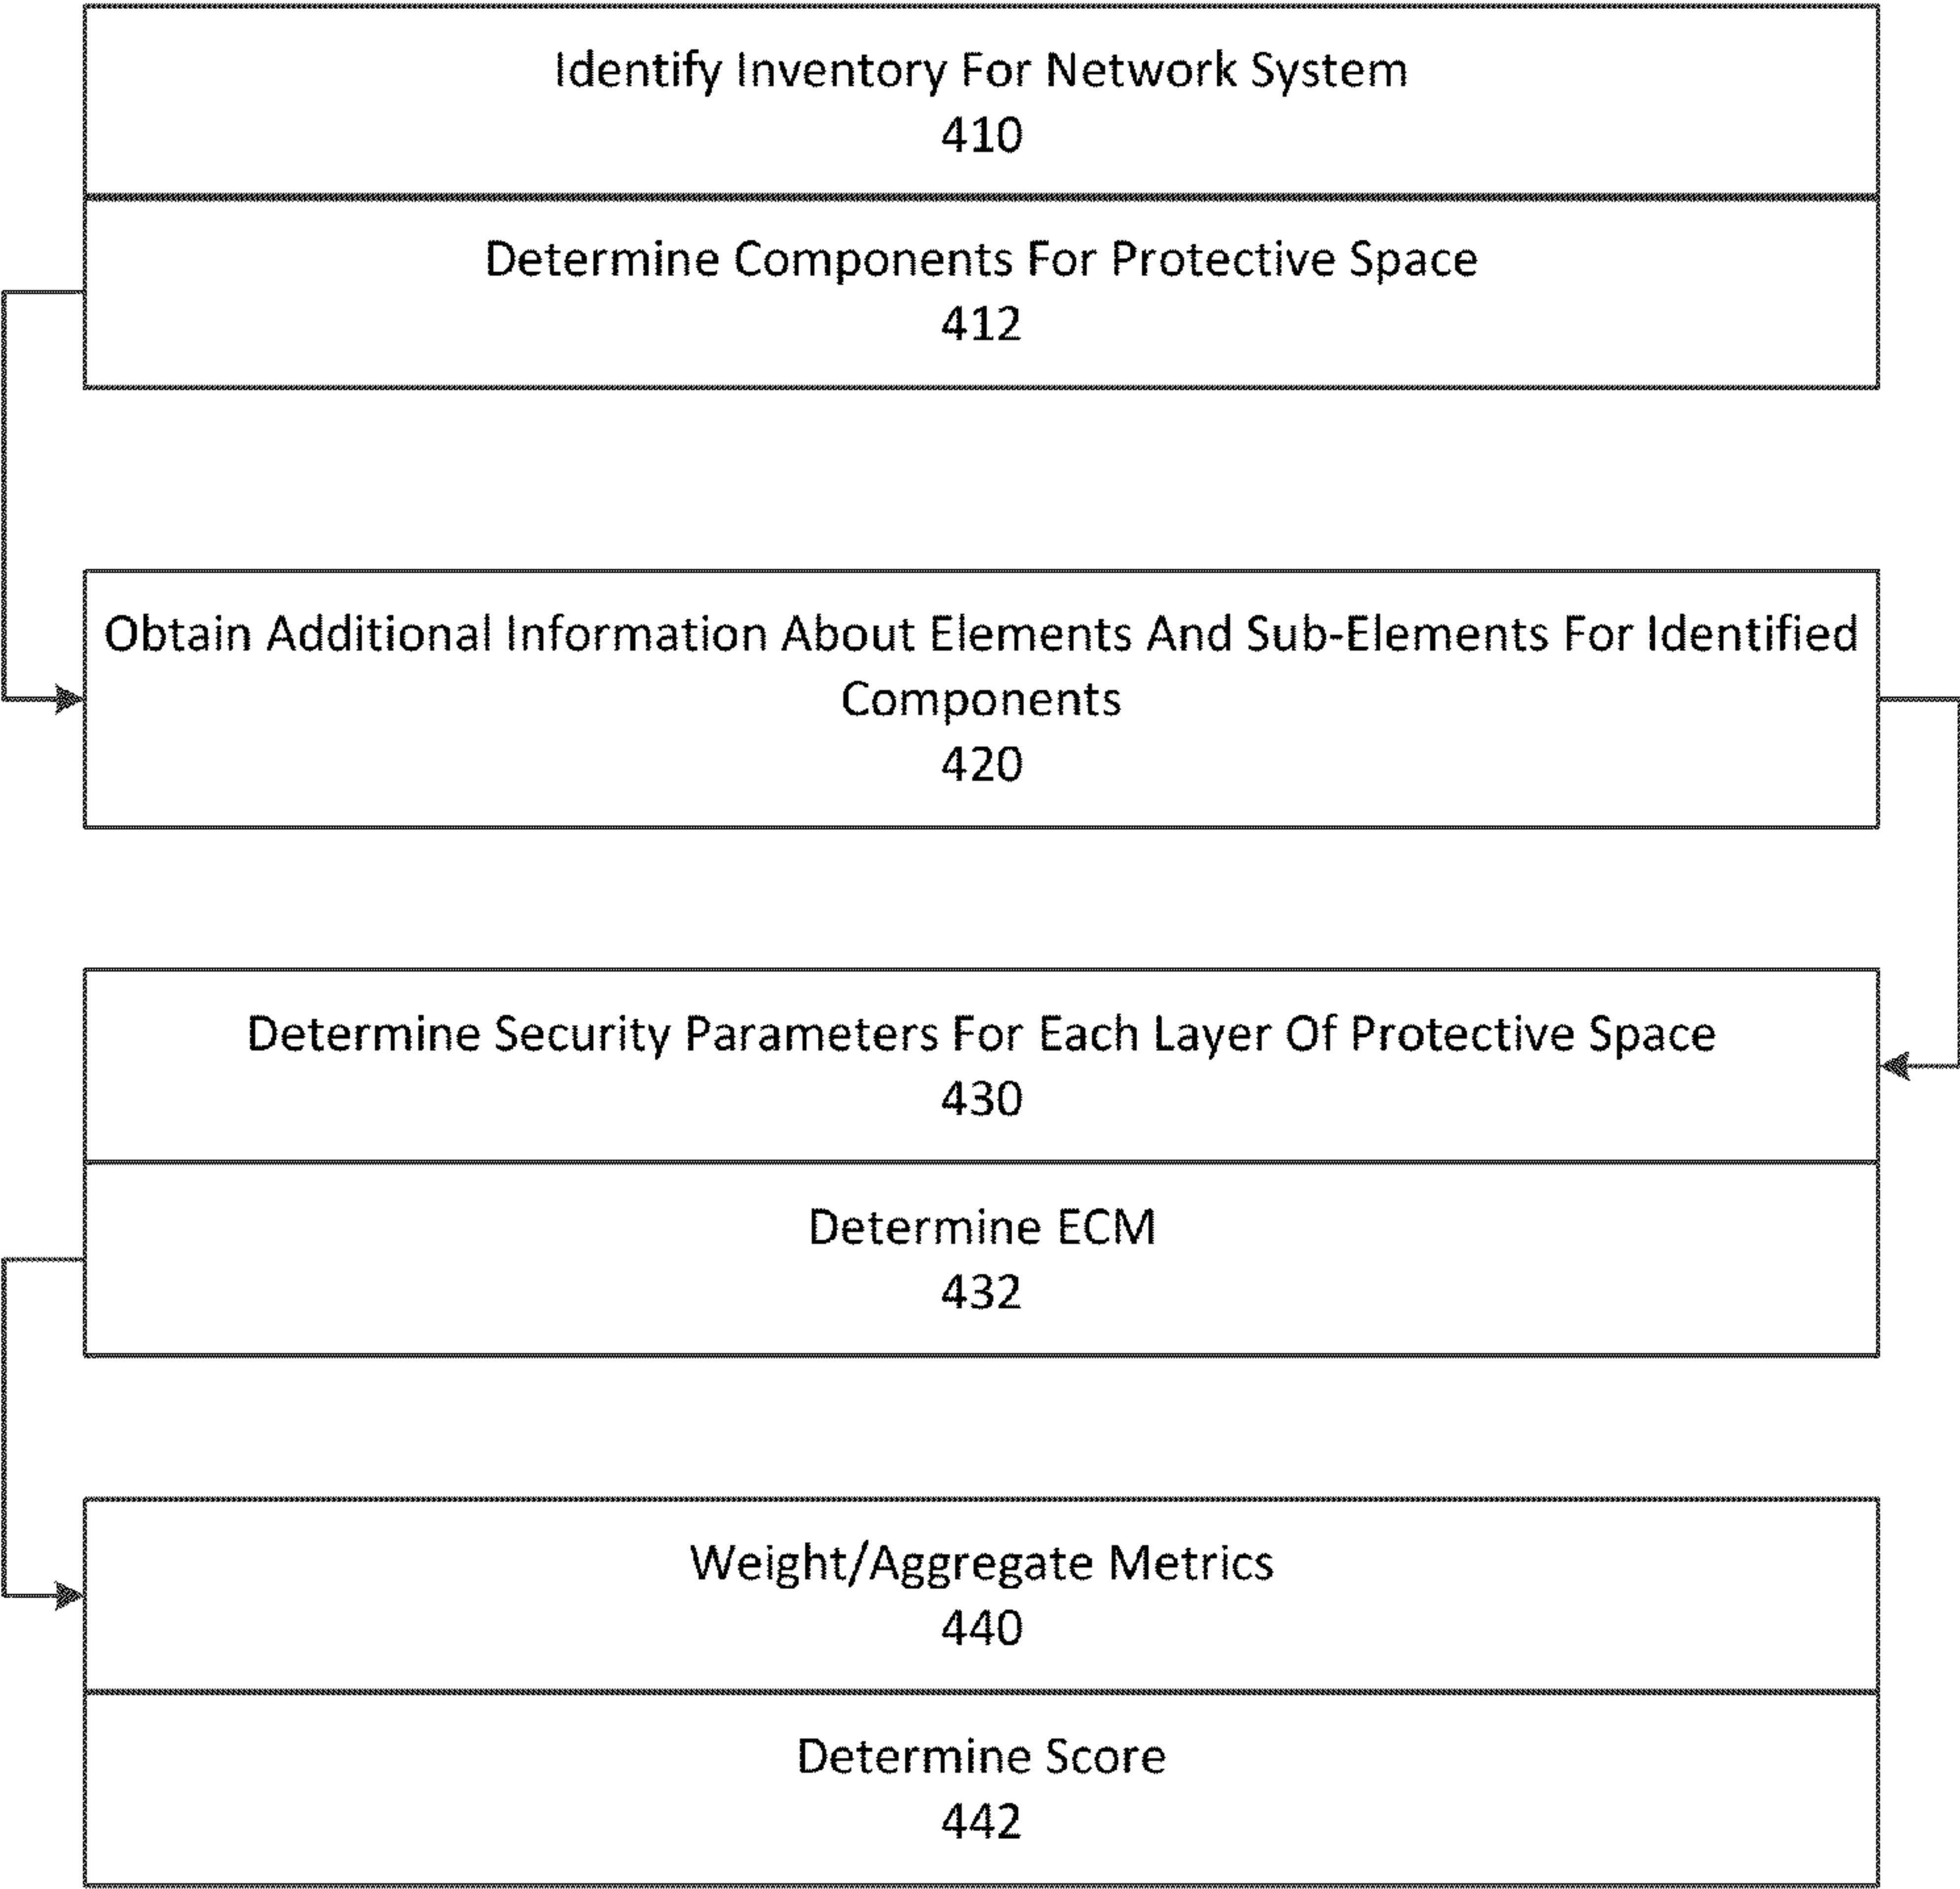 Identify Inventory For Network System
410
Determine Components For Protective Space
412
Obtain Additional Information About Elements And Sub-Elements For Identified
Components
420
Determine Security Parameters For Each Layer Of Protective Space
430
Determine ECM
432
Weight/Aggregate Metrics
440
Determine Score
442